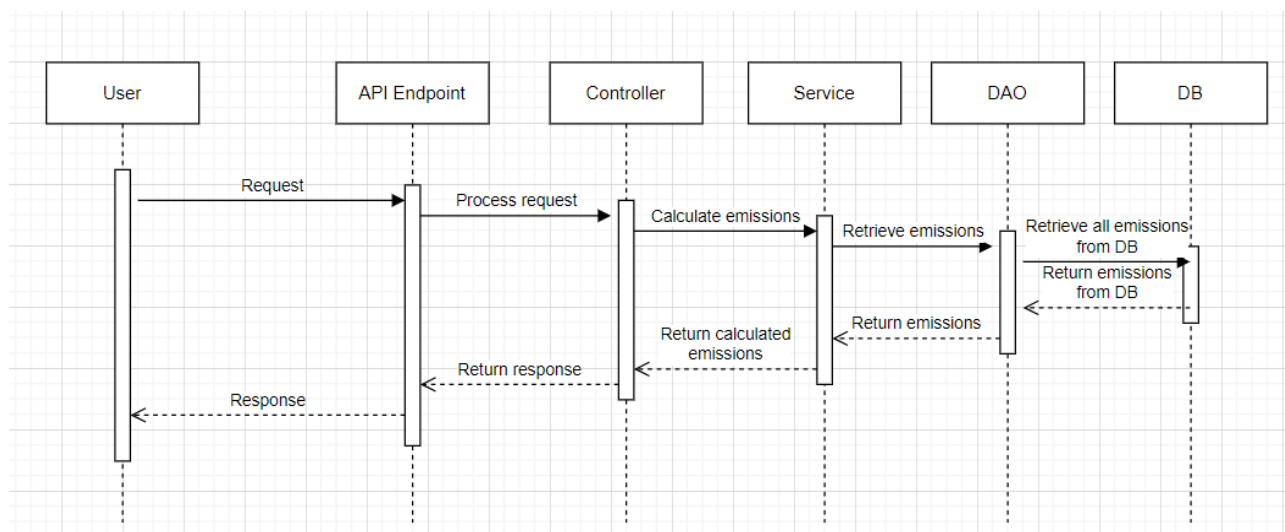 User
API Endpoint
Controller
Service
DAO
DB
Request
Process request
Calculate emissions
Retrieve emissions
Retrieve all emissions
from DB
Return emissions
from DB
Return emissions
Return calculated
emissions
Return response
Response